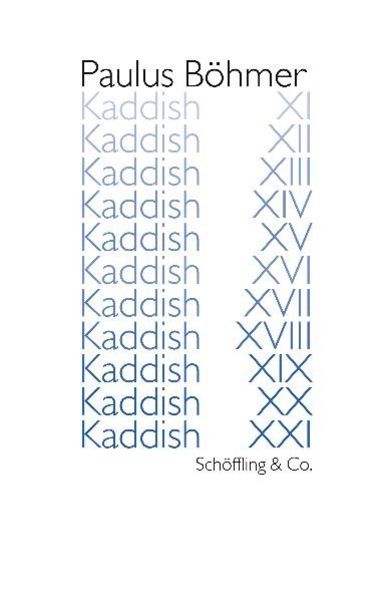 Paulus Böhmer
Kaddish XI
Kaddish XII
Kaddish XIII
Kaddish XIV
Kaddish XV
Kaddish XVI
Kaddish XVII
Kaddish XVIII
Kaddish XIX
Kaddish XX
Kaddish XXI
Schöffling & Co.